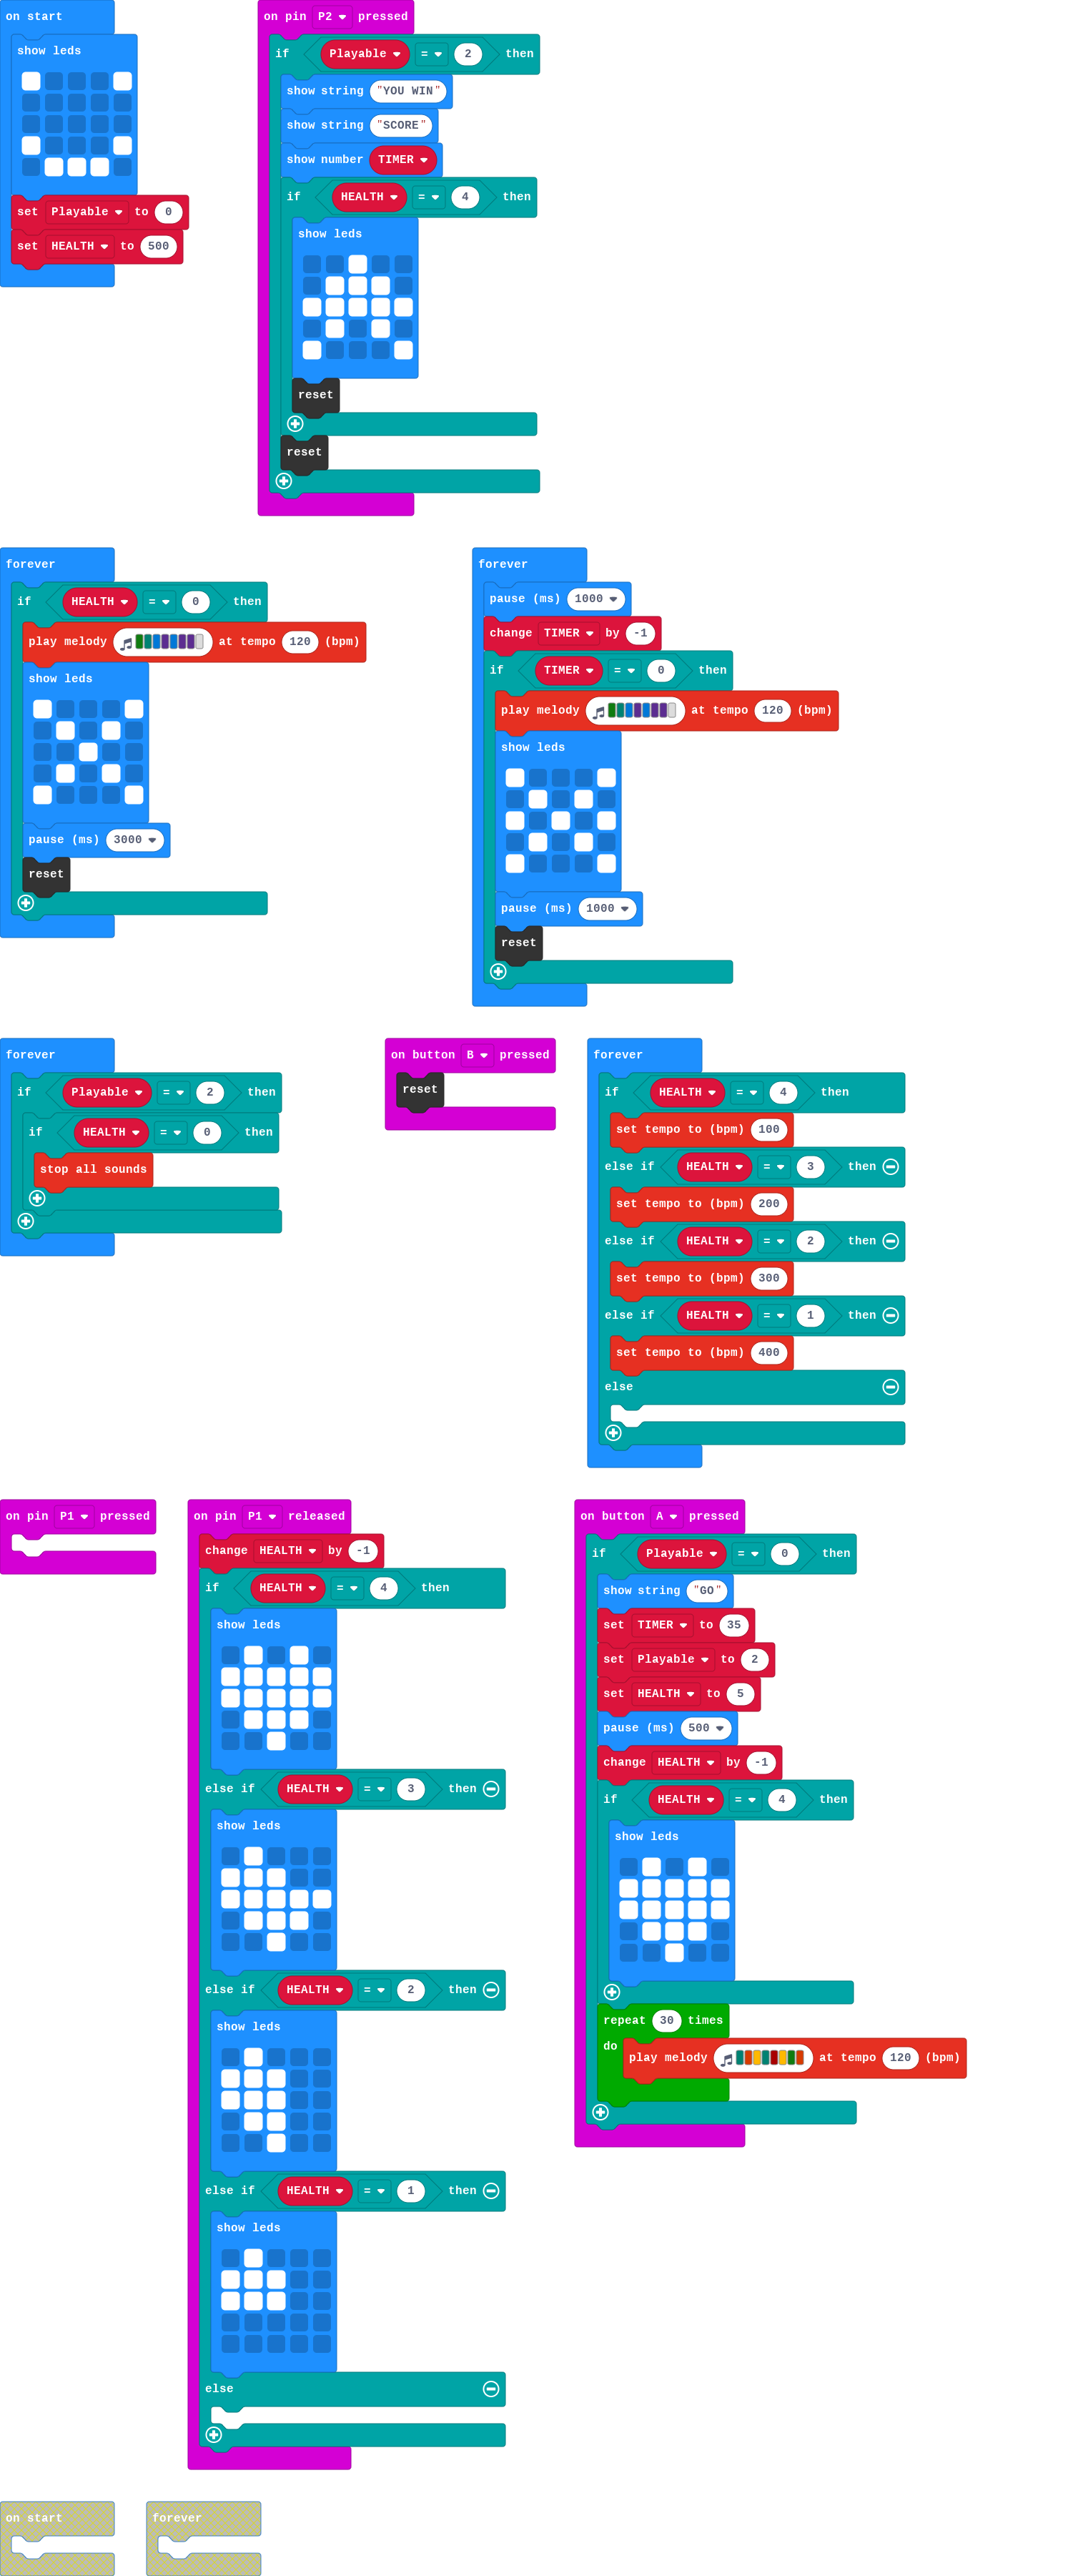 on start
show leds
set Playable to 0
set HEALTH to 500
on pin P2 pressed
if Playable = 2 then
show string "YOU WIN"
show string "SCORE"
show number TIMER
if HEALTH = 4 then
show leds
reset
reset
forever
if HEALTH = 0 then
play melody at tempo 120 (bpm)
show leds
pause (ms) 3000
reset
forever
pause (ms) 1000
change TIMER by -1
if TIMER = 0 then
play melody at tempo 120 (bpm)
show leds
pause (ms) 1000
reset
forever
if Playable = 2 then
if HEALTH = 0 then
stop all sounds
on button B pressed
reset
forever
if HEALTH = 4 then
set tempo to (bpm) 100
else if HEALTH = 3 then
set tempo to (bpm) 200
else if HEALTH = 2 then
set tempo to (bpm) 300
else if HEALTH = 1 then
set tempo to (bpm) 400
else
on pin P1 pressed
on pin P1 released
change HEALTH by -1
if HEALTH = 4 then
show leds
else if HEALTH = 3 then
show leds
else if HEALTH = 2 then
show leds
else if HEALTH = 1 then
show leds
else
on button A pressed
if Playable = 0 then
show string "GO"
set TIMER to 35
set Playable to 2
set HEALTH to 5
pause (ms) 500
change HEALTH by -1
if HEALTH = 4 then
show leds
repeat 30 times
do play melody at tempo 120 (bpm)
on start
forever